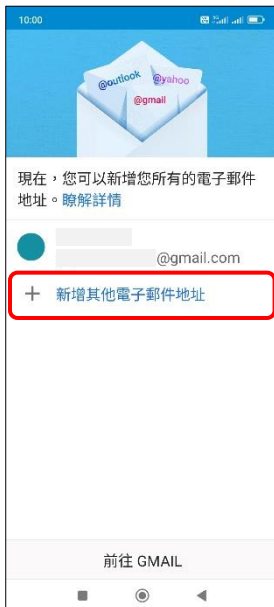 10:00
@outlook
@yahoo
@gmail
現在，您可以新增您所有的電子郵件
地址。瞭解詳情
@gmail.com
+ 新增其他電子郵件地址
前往 GMAIL